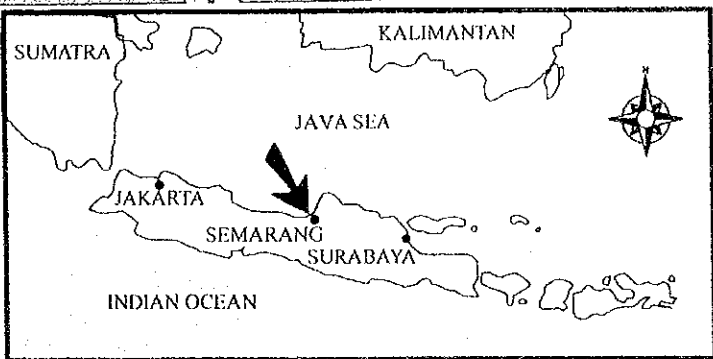 KALIMANTAN
SUMATRA
JAVA SEA
JAKARTA
SEMARANG
SURABAYA
INDIAN OCEAN